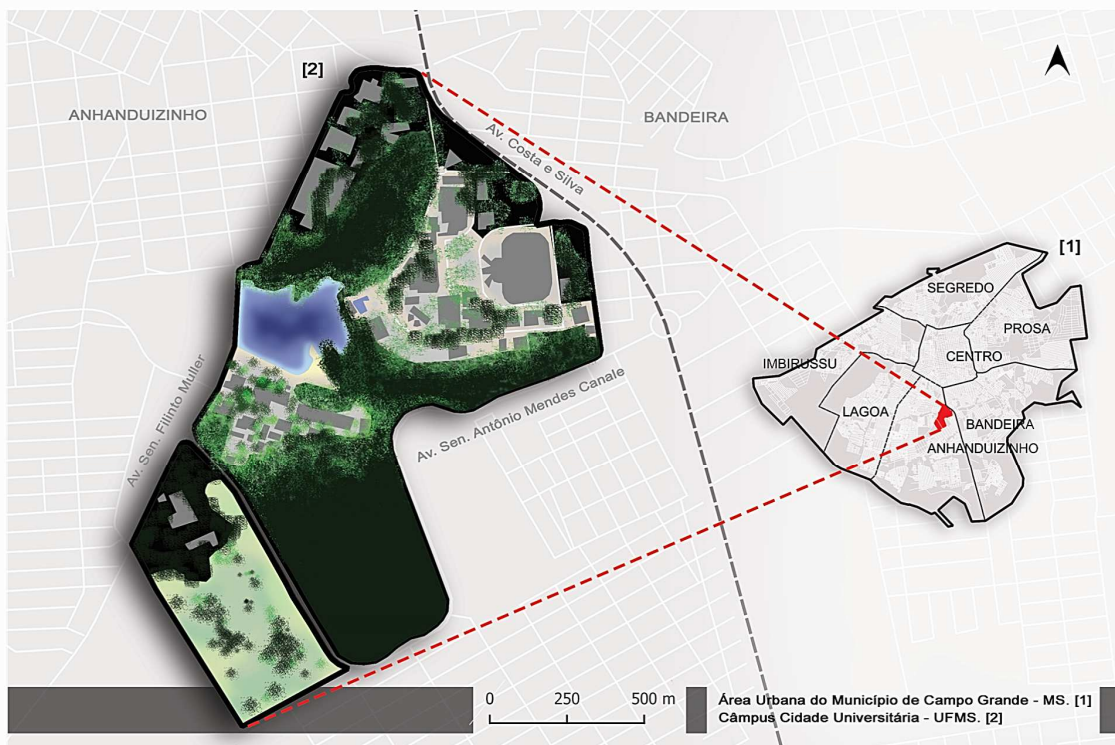 [2]
ANHANDUIZINHO
BANDEIRA
Av. Costa e Silva
Av. Sen. Filinto Muller
Av. Sen. Antônio Mendes Canale
[1]
SEGREDO
PROSA
CENTRO
IMBIRUSSU
LAGOA
BANDEIRA
ANHANDUIZINHO
0 250 500 m
Área Urbana do Município de Campo Grande - MS. [1]
Câmpus Cidade Universitária - UFMS. [2]